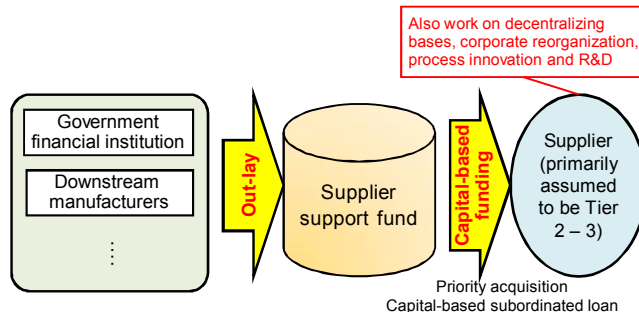 Also work on decentralizing
bases, corporate reorganization,
process innovation and R&D
Government
financial institution
Downstream
manufacturers
⋮
Out-lay
Supplier
support fund
Capital-based
funding
Supplier
(primarily
assumed
to be Tier
2 – 3)
Priority acquisition
Capital-based subordinated loan